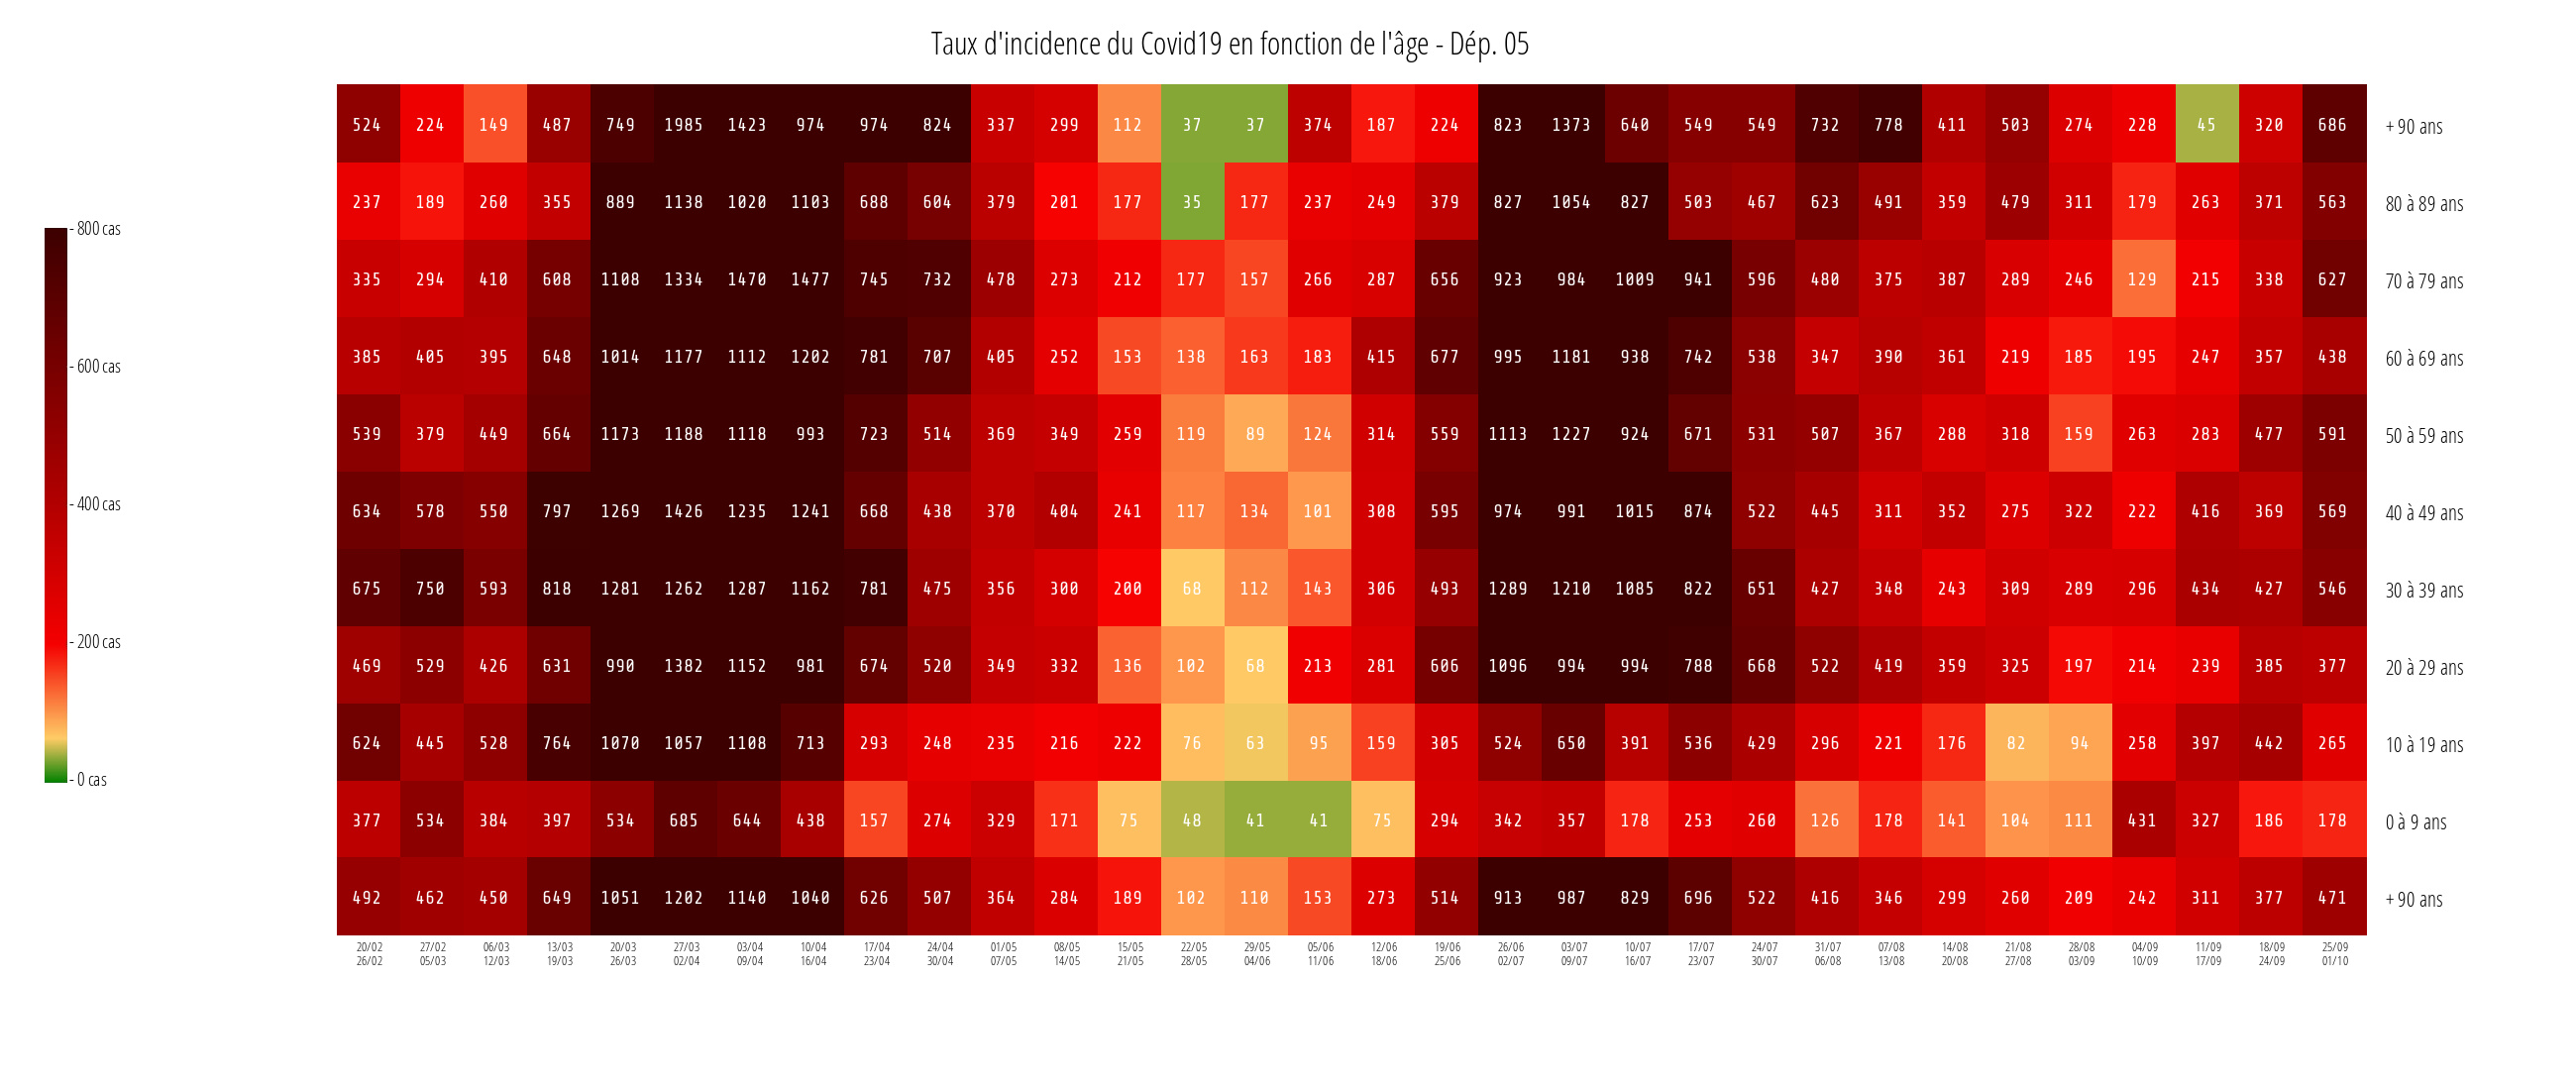 Taux d'incidence du Covid19 en fonction de l'âge - Dép. 05
- 800 cas
- 600 cas
- 400 cas
- 200 cas
- 0 cas
524 224 149 487 749 1985 1423 974 974 824 337 299 112 37 37 374 187 224 823 1373 640 549 549 732 778 411 503 274 228 45 320 686 + 90 ans
237 189 260 355 889 1138 1020 1103 688 604 379 201 177 35 177 237 249 379 827 1054 827 503 467 623 491 359 479 311 179 263 371 563 80 à 89 ans
335 294 410 608 1108 1334 1470 1477 745 732 478 273 212 177 157 266 287 656 923 984 1009 941 596 480 375 387 289 246 129 215 338 627 70 à 79 ans
385 405 395 648 1014 1177 1112 1202 781 707 405 252 153 138 163 183 415 677 995 1181 938 742 538 347 390 361 219 185 195 247 357 438 60 à 69 ans
539 379 449 664 1173 1188 1118 993 723 514 369 349 259 119 89 124 314 559 1113 1227 924 671 531 507 367 288 318 159 263 283 477 591 50 à 59 ans
634 578 550 797 1269 1426 1235 1241 668 438 370 404 241 117 134 101 308 595 974 991 1015 874 522 445 311 352 275 322 222 416 369 569 40 à 49 ans
675 750 593 818 1281 1262 1287 1162 781 475 356 300 200 68 112 143 306 493 1289 1210 1085 822 651 427 348 243 309 289 296 434 427 546 30 à 39 ans
469 529 426 631 990 1382 1152 981 674 520 349 332 136 102 68 213 281 606 1096 994 994 788 668 522 419 359 325 197 214 239 385 377 20 à 29 ans
624 445 528 764 1070 1057 1108 713 293 248 235 216 222 76 63 95 159 305 524 650 391 536 429 296 221 176 82 94 258 397 442 265 10 à 19 ans
377 534 384 397 534 685 644 438 157 274 329 171 75 48 41 41 75 294 342 357 178 253 260 126 178 141 104 111 431 327 186 178 0 à 9 ans
492 462 450 649 1051 1202 1140 1040 626 507 364 284 189 102 110 153 273 514 913 987 829 696 522 416 346 299 260 209 242 311 377 471 + 90 ans
20/02 27/02 06/03 13/03 20/03 27/03 03/04 10/04 17/04 24/04 01/05 08/05 15/05 22/05 29/05 05/06 12/06 19/06 26/06 03/07 10/07 17/07 24/07 31/07 07/08 14/08 21/08 28/08 04/09 11/09 18/09 25/09
26/02 05/03 12/03 19/03 26/03 02/04 09/04 16/04 23/04 30/04 07/05 14/05 21/05 28/05 04/06 11/06 18/06 25/06 02/07 09/07 16/07 23/07 30/07 06/08 13/08 20/08 27/08 03/09 10/09 17/09 24/09 01/10